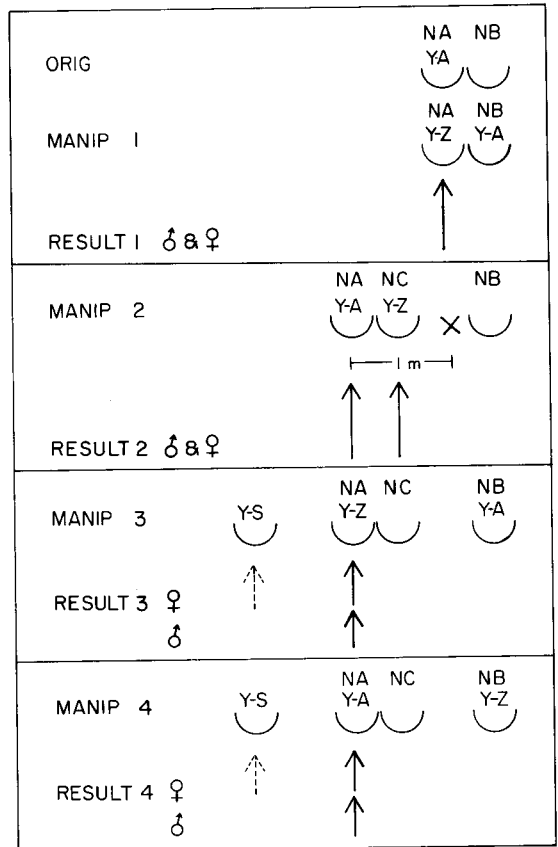 NA NB
ORIG Y-A
NA NB
MANIP 1 Y-Z Y-A
RESULT 1 ♂ & ♀
NA NC NB
MANIP 2 Y-A Y-Z X
1 m
RESULT 2 ♂ & ♀
NA NC NB
MANIP 3 Y-S Y-Z Y-A
RESULT 3 ♀
♂
NA NC NB
MANIP 4 Y-S Y-A Y-Z
RESULT 4 ♀
♂